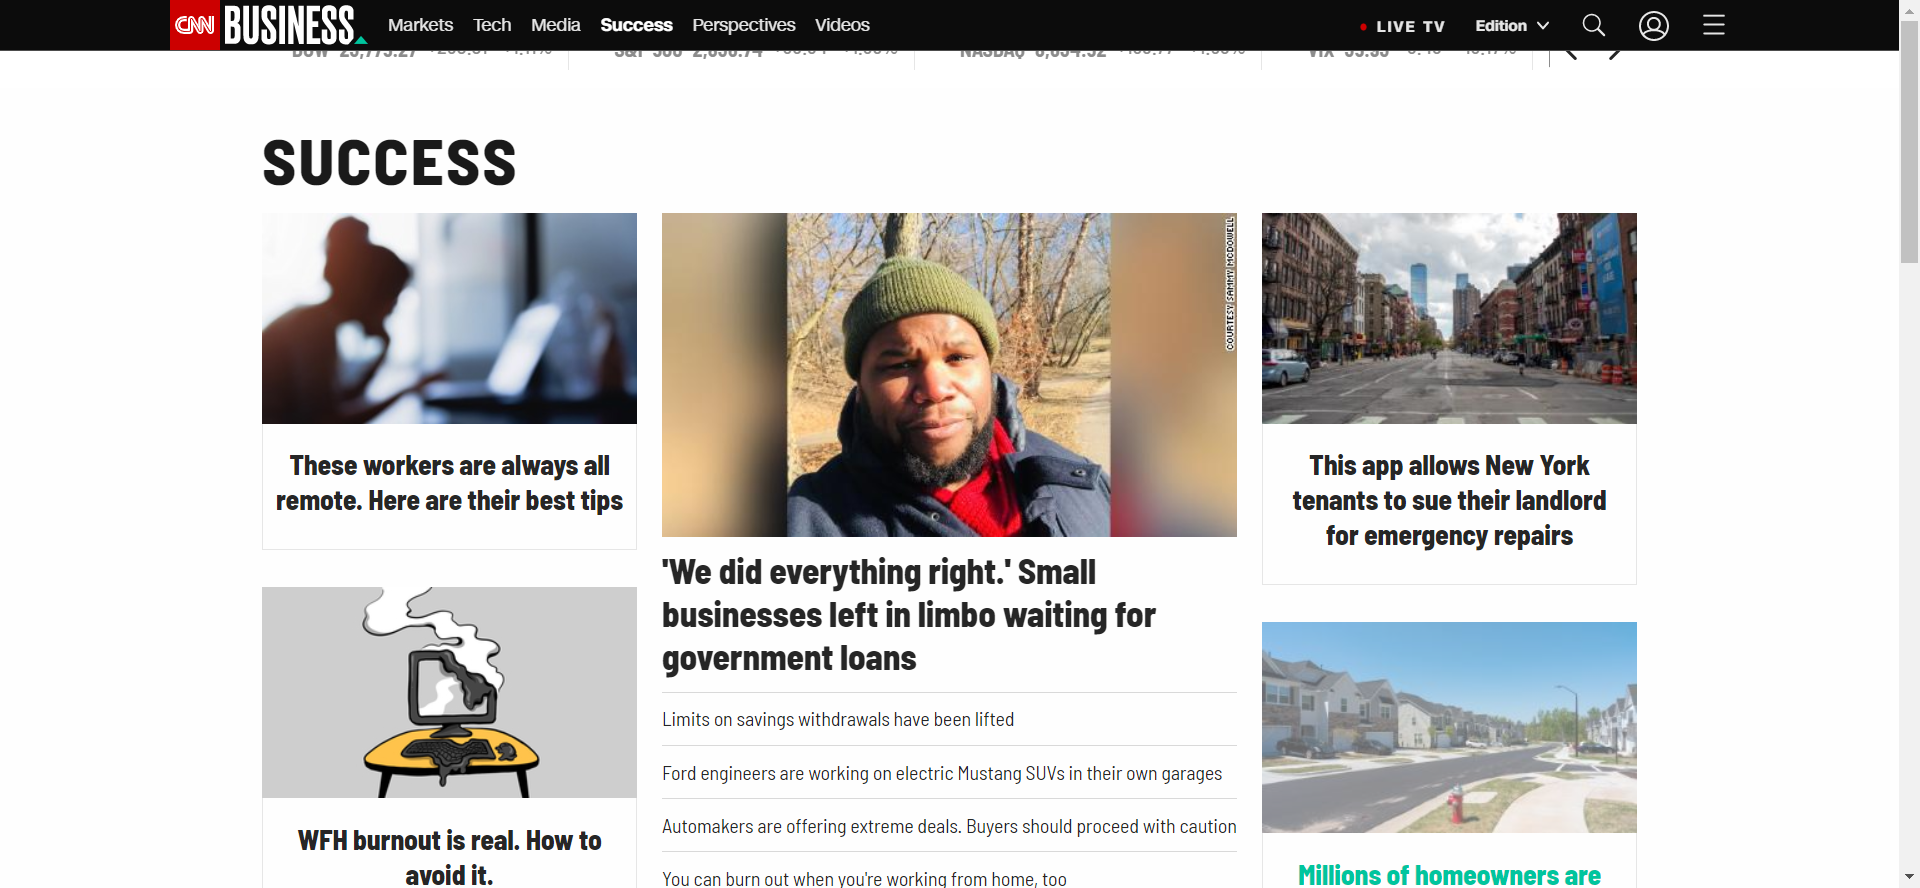 CNN BUSINESS Markets Tech Media Success Perspectives Videos LIVE TV Edition
SUCCESS
These workers are always all
remote. Here are their best tips
WFH burnout is real. How to
avoid it.
COURTESY SAMMY MCDOWELL
'We did everything right.' Small
businesses left in limbo waiting for
government loans
Limits on savings withdrawals have been lifted
Ford engineers are working on electric Mustang SUVs in their own garages
Automakers are offering extreme deals. Buyers should proceed with caution
You can burn out when you're working from home, too
This app allows New York
tenants to sue their landlord
for emergency repairs
Millions of homeowners are